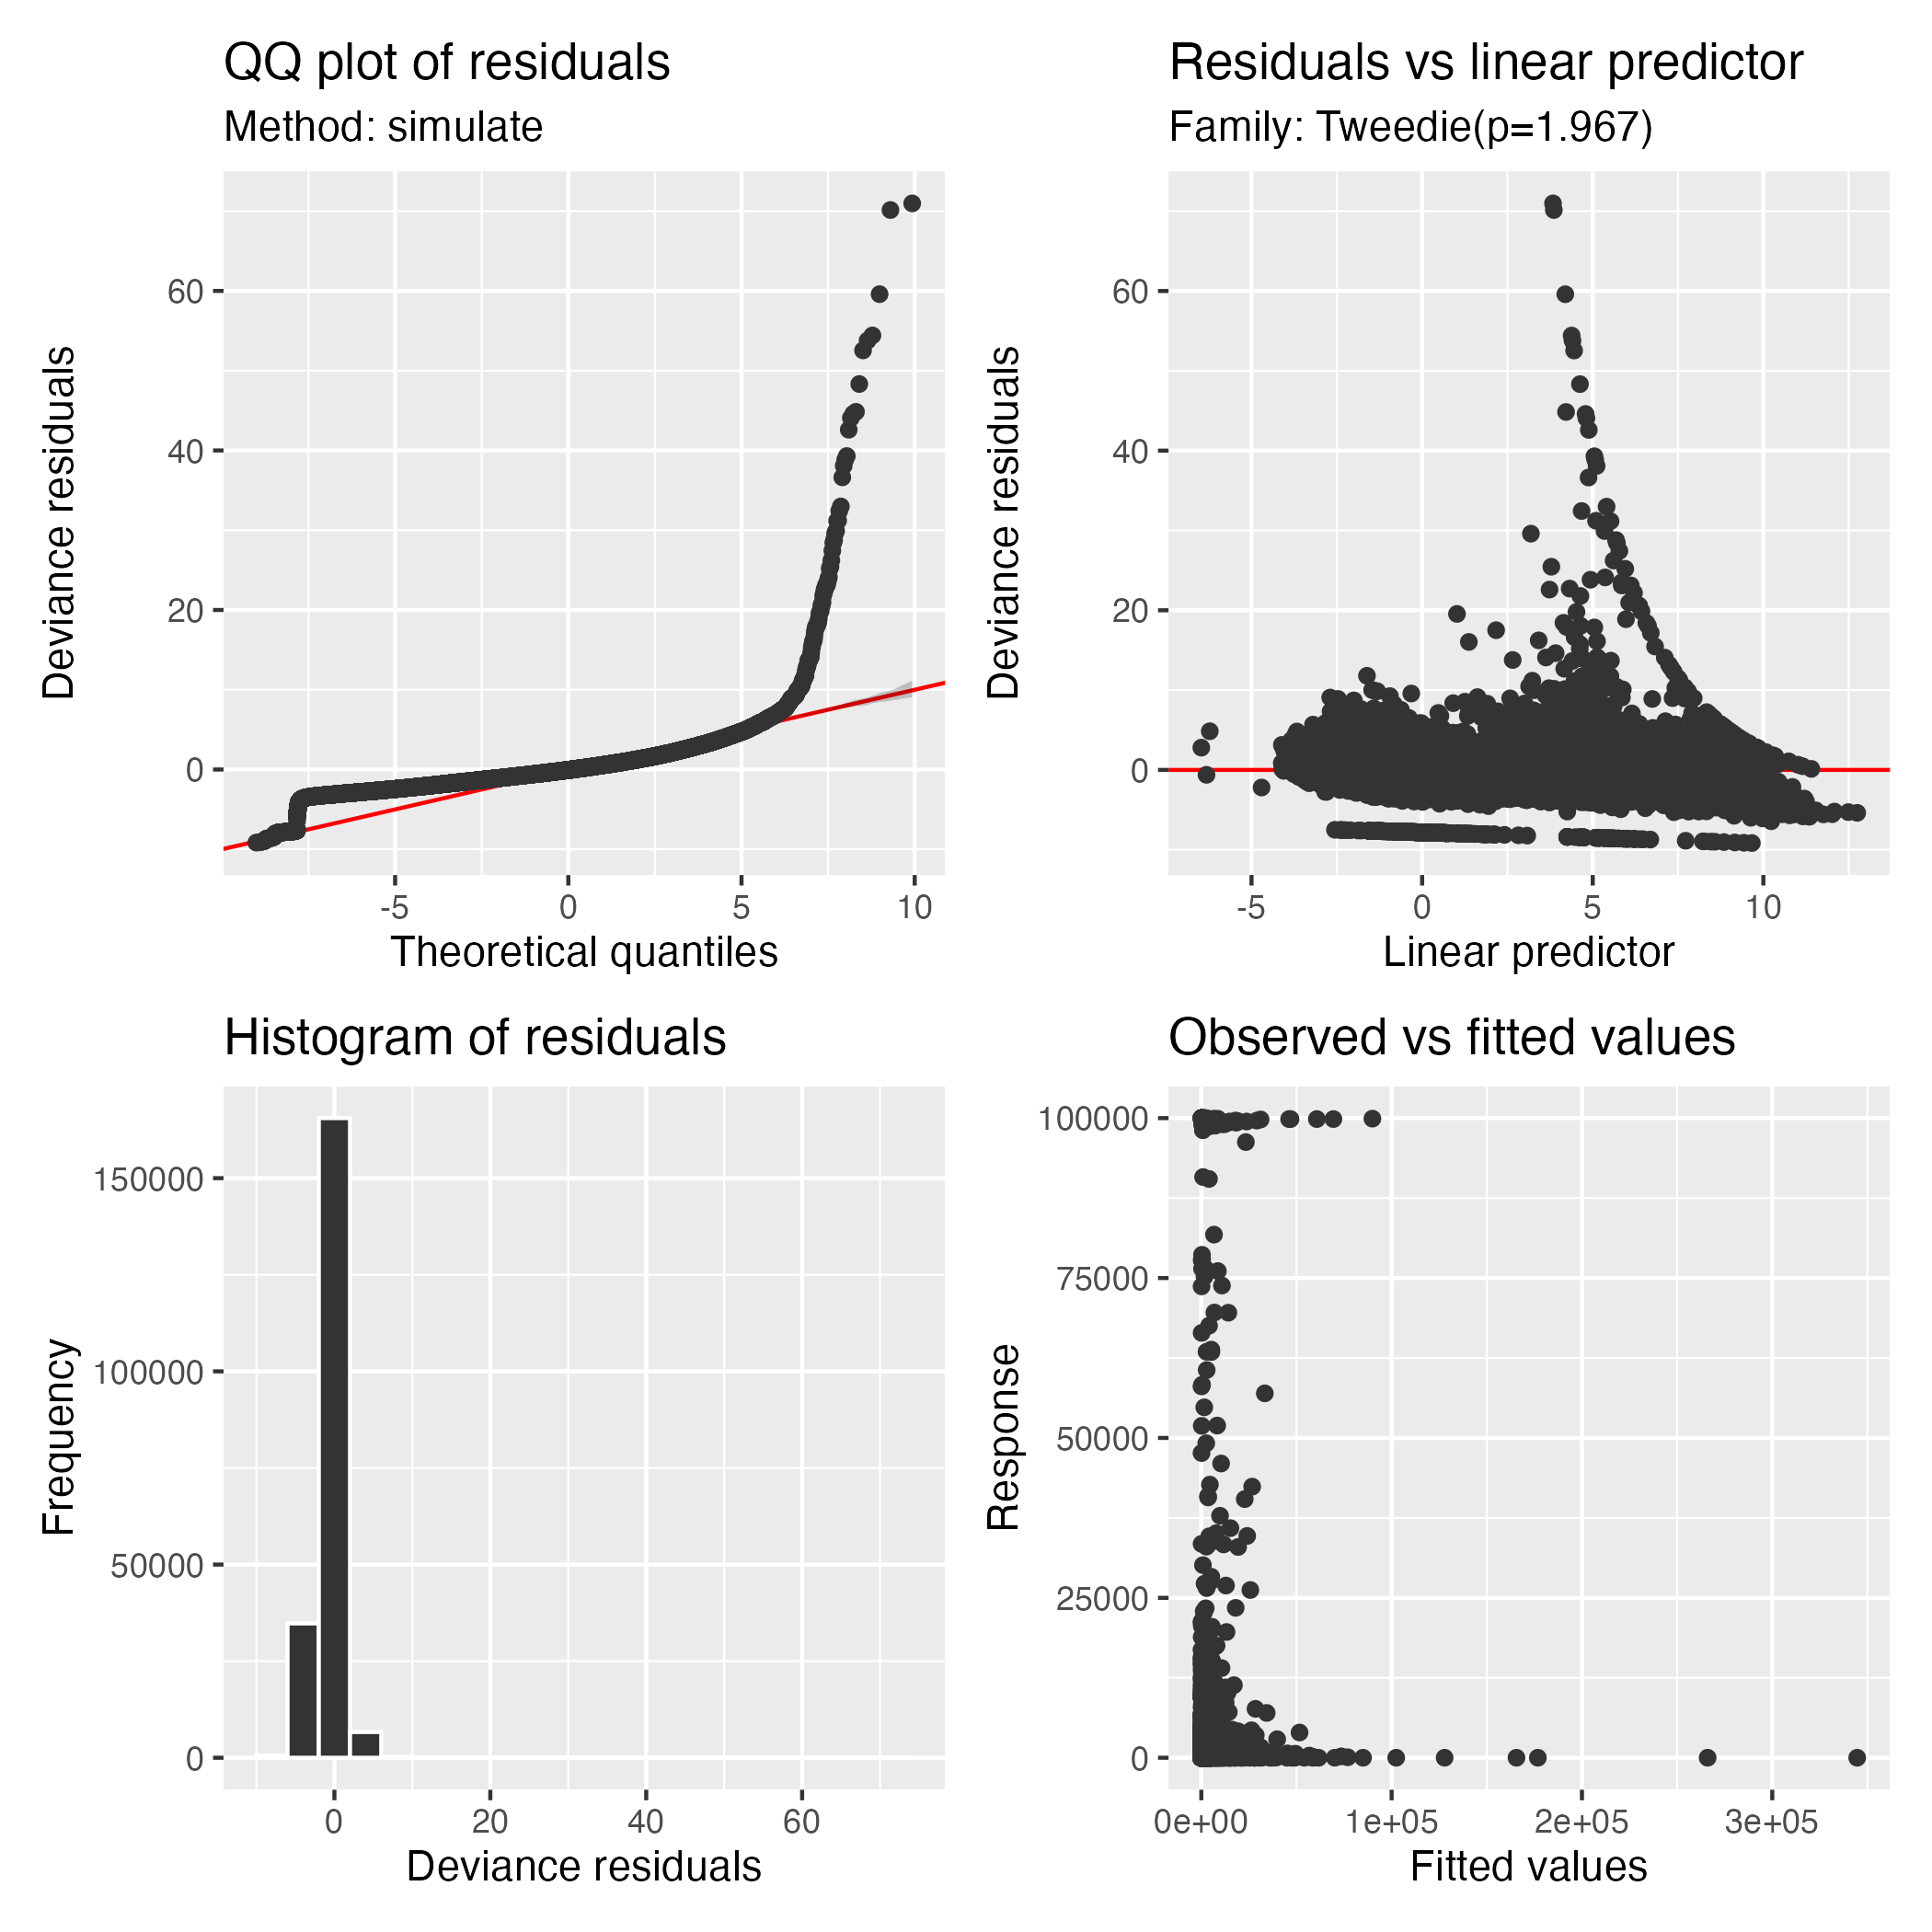 QQ plot of residuals
Method: simulate
Deviance residuals
60
40
20
0
-5 0 5 10
Theoretical quantiles
Residuals vs linear predictor
Family: Tweedie(p=1.967)
Deviance residuals
60
40
20
0
-5 0 5 10
Linear predictor
Histogram of residuals
Frequency
150000
100000
50000
0
0 20 40 60
Deviance residuals
Observed vs fitted values
Response
100000
75000
50000
25000
0
0e+00 1e+05 2e+05 3e+05
Fitted values